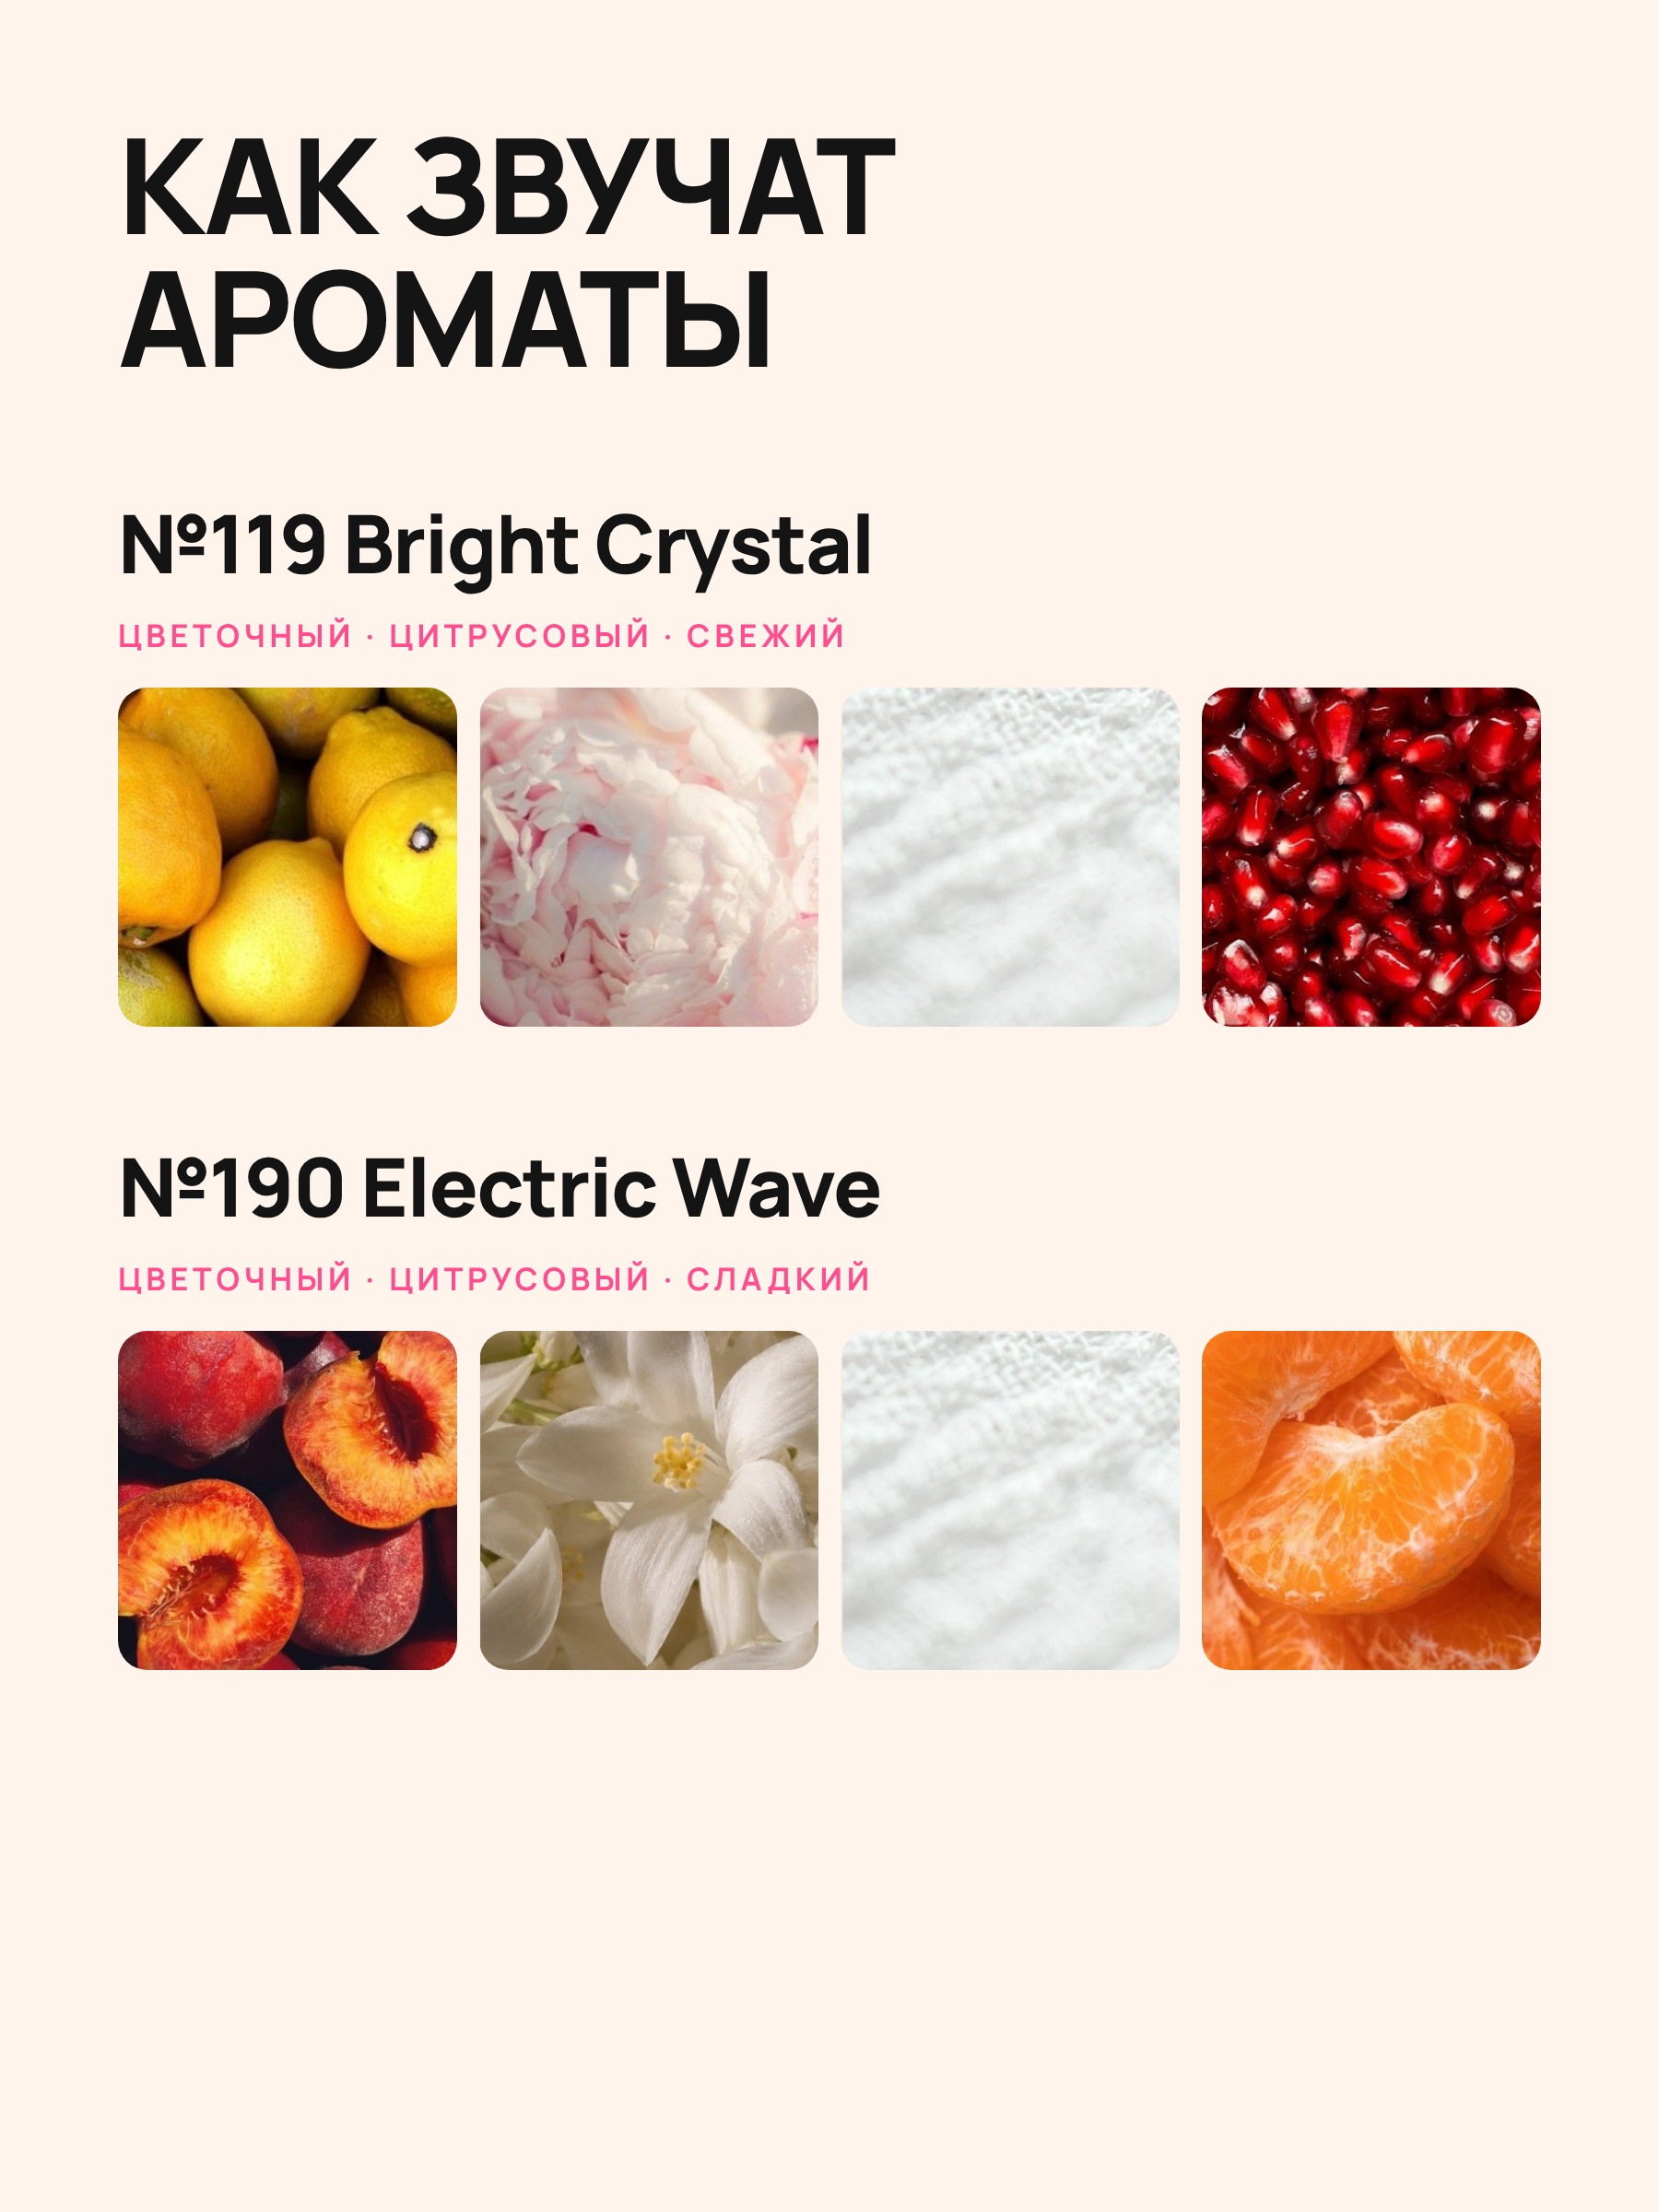 КАК ЗВУЧАТ
АРОМАТЫ
№119 Bright Crystal
ЦВЕТОЧНЫЙ · ЦИТРУСОВЫЙ · СВЕЖИЙ
№190 Electric Wave
ЦВЕТОЧНЫЙ · ЦИТРУСОВЫЙ · СЛАДКИЙ